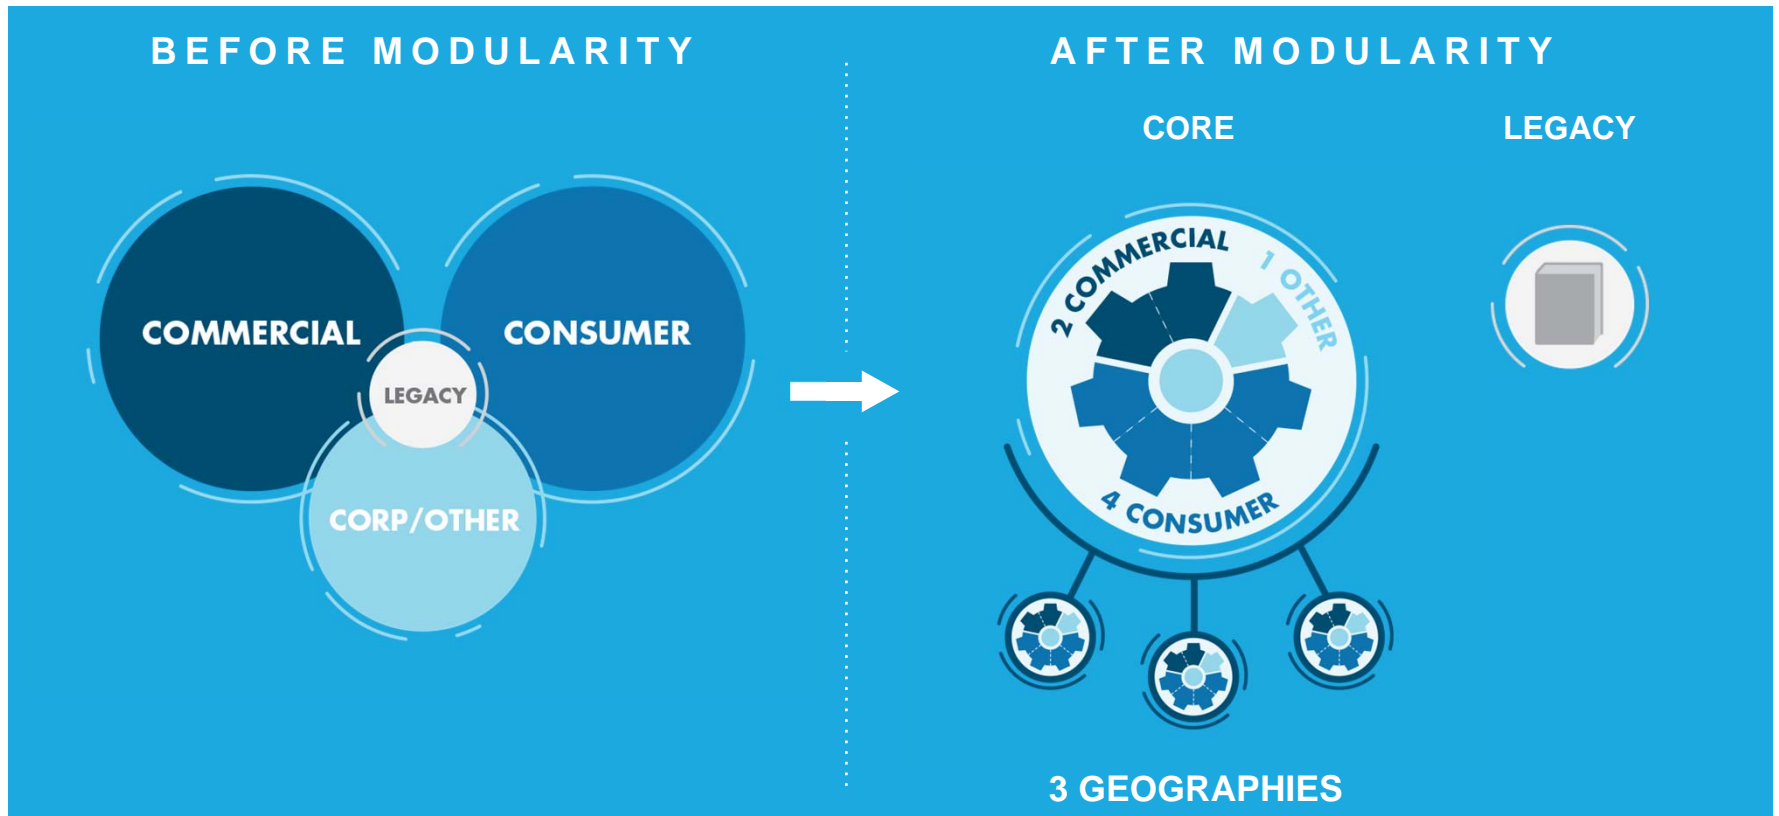 BEFORE MODULARITY
COMMERCIAL
CONSUMER
LEGACY
CORP/OTHER
AFTER MODULARITY
CORE
LEGACY
2 COMMERCIAL
1 OTHER
4 CONSUMER
3 GEOGRAPHIES